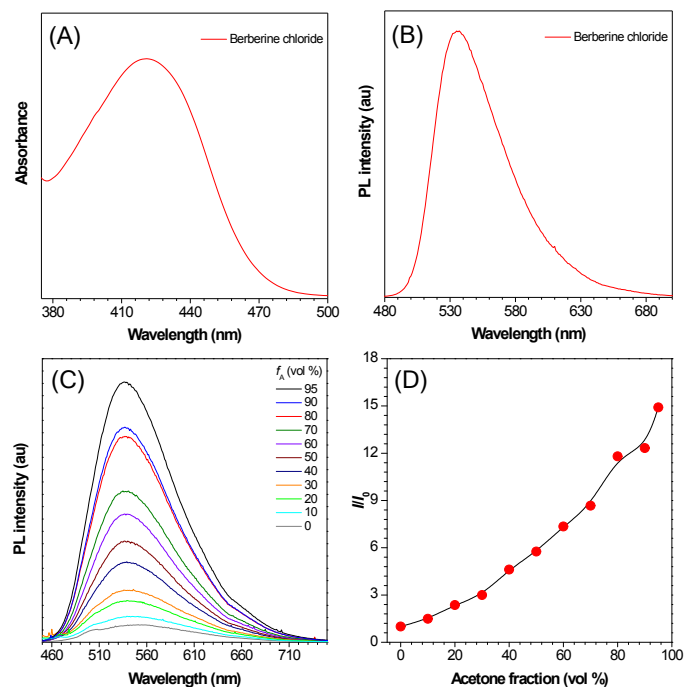 (A)
Berberine chloride
Absorbance
380 410 440 470 500
Wavelength (nm)
(B)
Berberine chloride
PL intensity (au)
480 530 580 630 680
Wavelength (nm)
(C)
fA (vol %)
95
90
80
70
60
50
40
30
20
10
0
PL intensity (au)
460 510 560 610 660 710
Wavelength (nm)
(D)
18
15
12
9
6
3
0
I/I0
0 20 40 60 80 100
Acetone fraction (vol %)